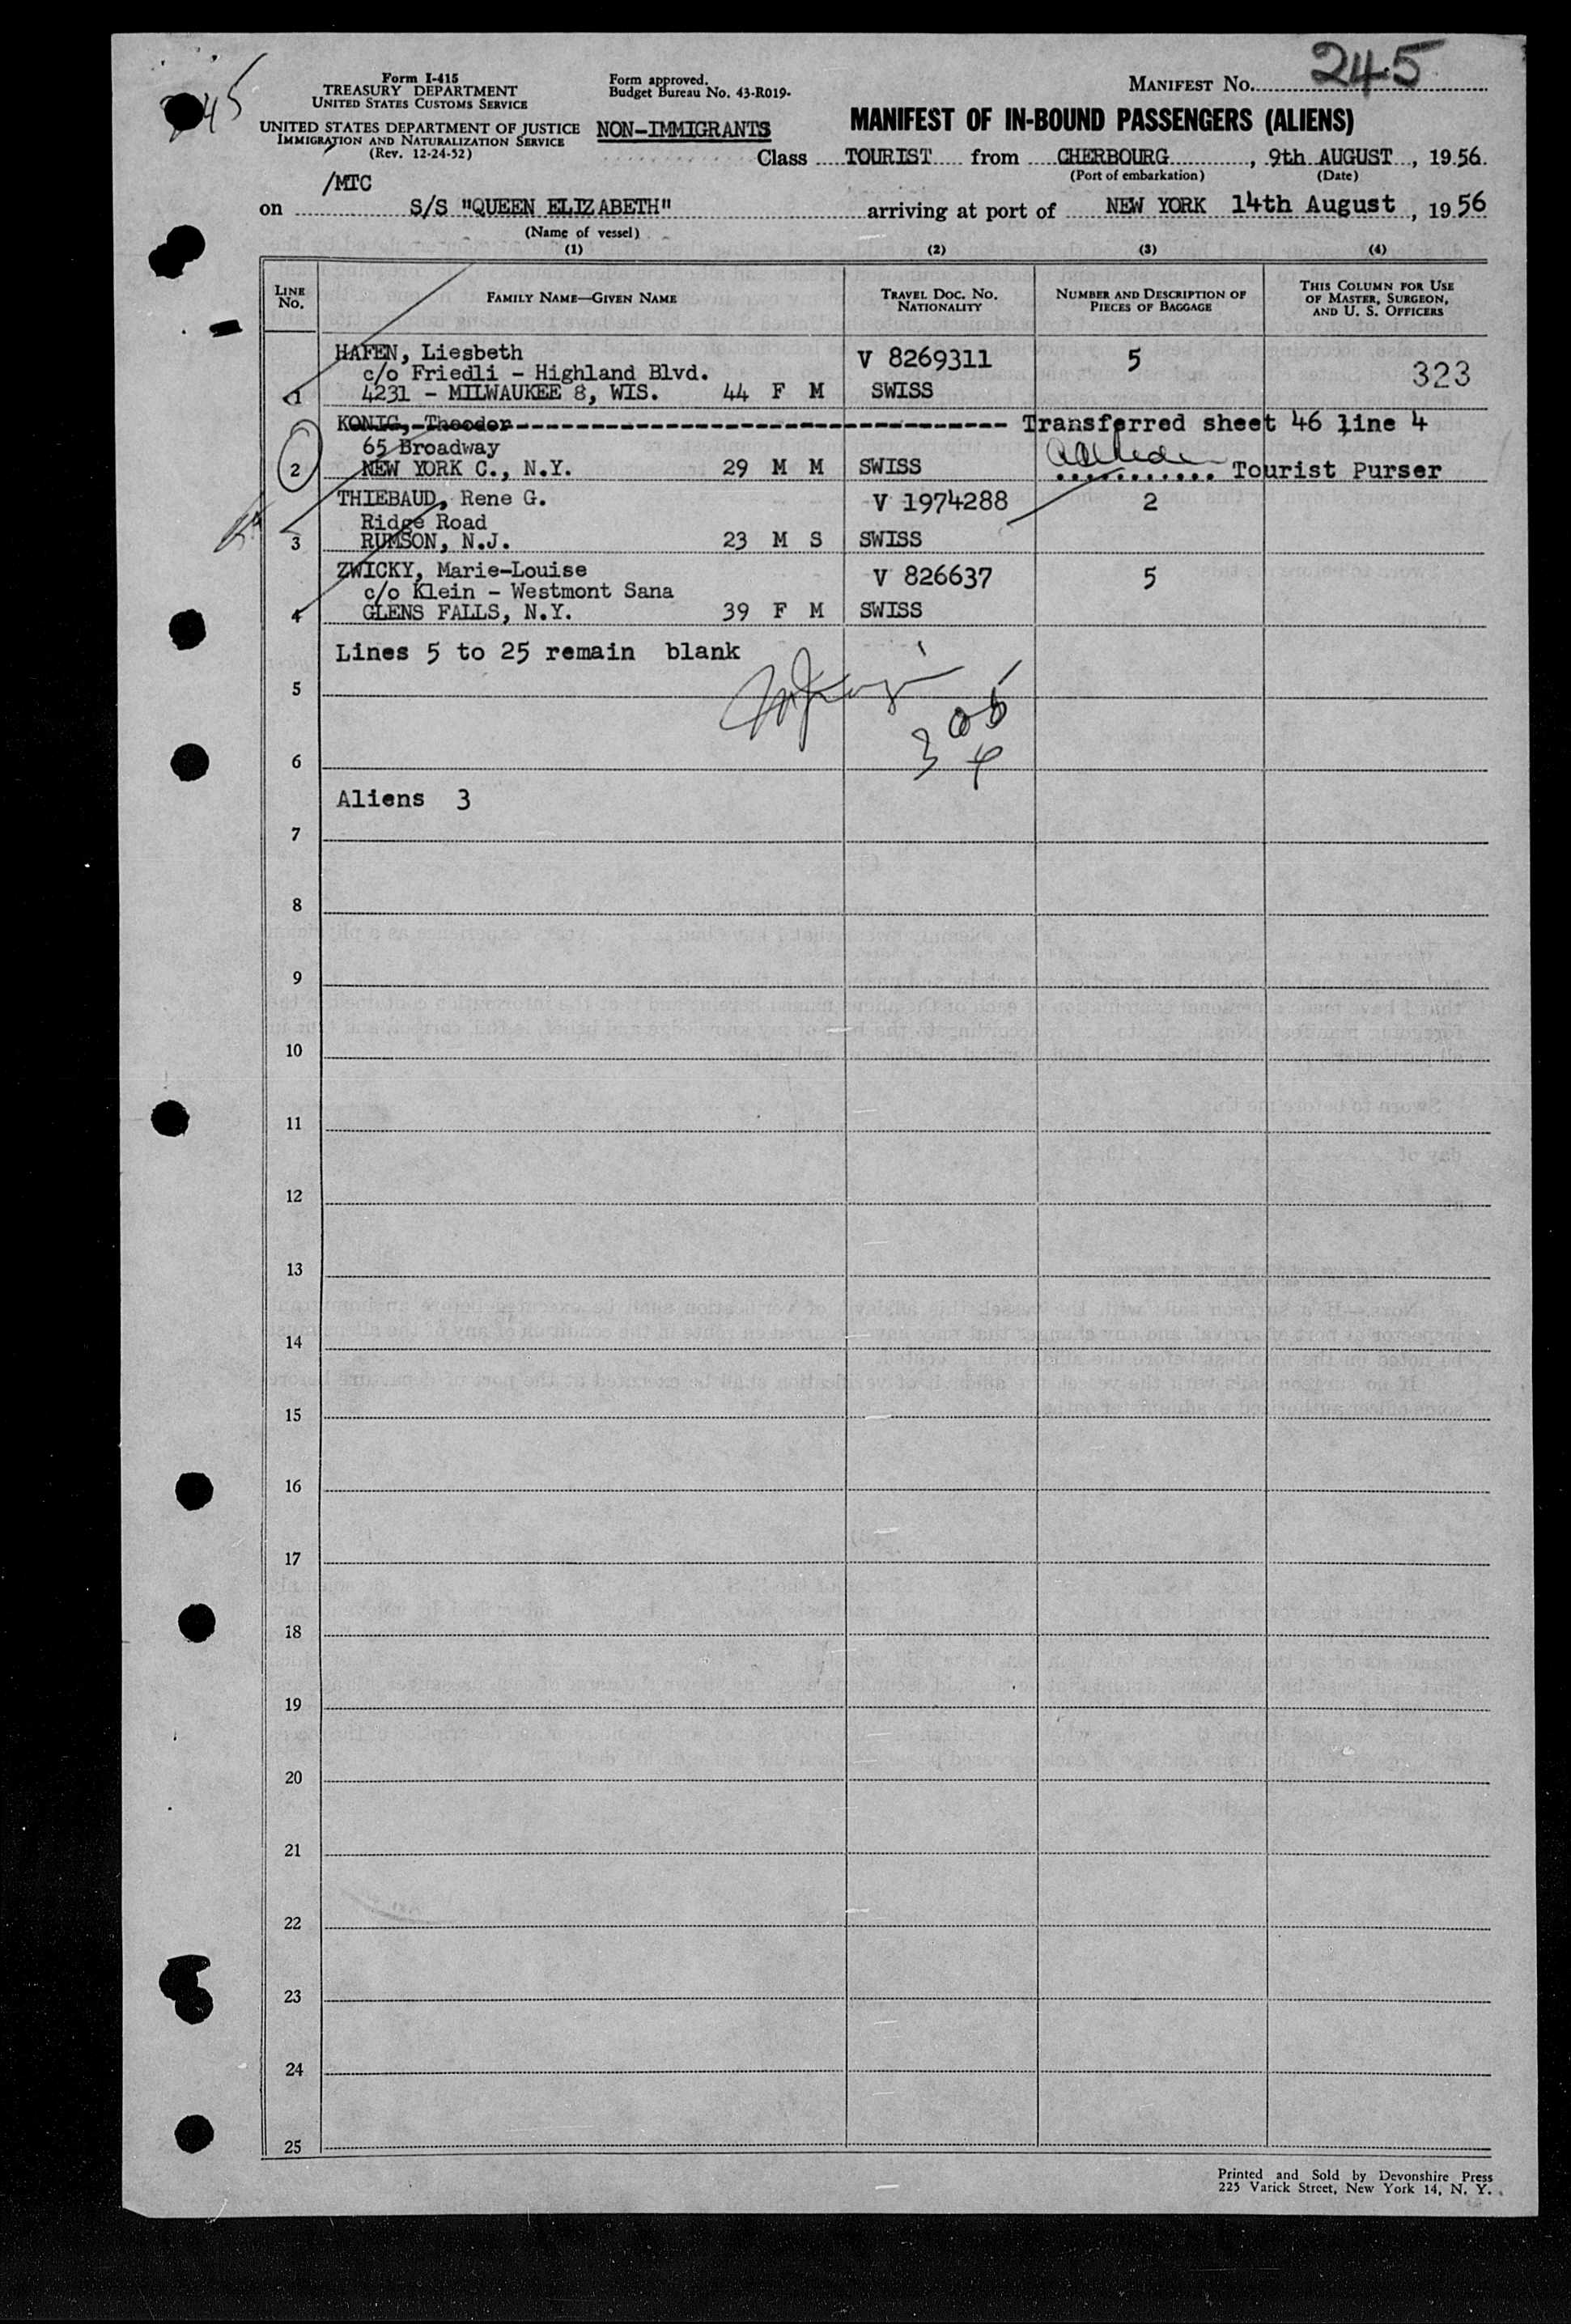 245
45
Form I-415
TREASURY DEPARTMENT
UNITED STATES CUSTOMS SERVICE
UNITED STATES DEPARTMENT OF JUSTICE
IMMIGRATION AND NATURALIZATION SERVICE
(Rev. 12-24-52)
Form approved.
Budget Bureau No. 43-R019-
MANIFEST No.
NON-IMMIGRANTS
MANIFEST OF IN-BOUND PASSENGERS (ALIENS)
Class TOURIST from CHERBOURG, 9th AUGUST, 1956.
(Port of embarkation) (Date)
/MTC
on S/S "QUEEN ELIZABETH" arriving at port of NEW YORK 14th August, 1956
(Name of vessel)
(1) (2) (3) (4)
LINE No. FAMILY NAME—GIVEN NAME TRAVEL DOC. NO. NATIONALITY NUMBER AND DESCRIPTION OF PIECES OF BAGGAGE THIS COLUMN FOR USE OF MASTER, SURGEON, AND U. S. OFFICERS
HAFEN, Liesbeth V 8269311 5
c/o Friedli - Highland Blvd. 323
1 4231 - MILWAUKEE 8, WIS. 44 F M SWISS
KONIG, Theodor Transferred sheet 46 line 4
65 Broadway
2 NEW YORK C., N.Y. 29 M M SWISS Tourist Purser
THIEBAUD, Rene G. V 1974288 2
Ridge Road
3 RUMSON, N.J. 23 M S SWISS
ZWICKY, Marie-Louise V 826637 5
c/o Klein - Westmont Sana
4 GLENS FALLS, N.Y. 39 F M SWISS
Lines 5 to 25 remain blank
5
6
Aliens 3
7
8
9
10
11
12
13
14
15
16
17
18
19
20
21
22
23
24
25
Printed and Sold by Devonshire Press
225 Varick Street, New York 14, N. Y.